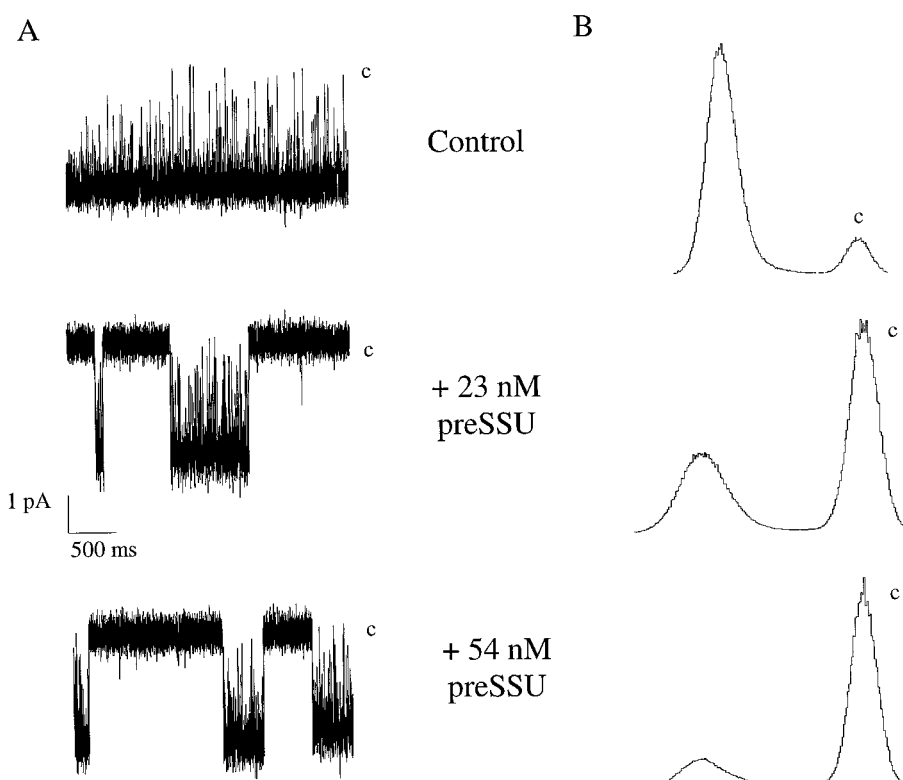 A
B
c
Control
c
c
c
+ 23 nM
preSSU
1 pA
500 ms
c
c
+ 54 nM
preSSU